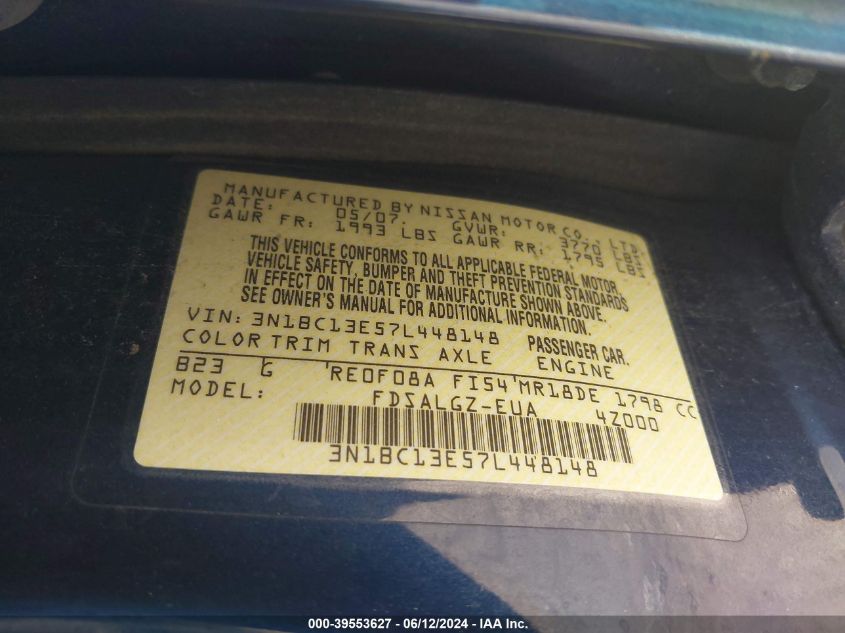 MANUFACTURED BY NISSAN MOTOR CO. LTD.
DATE: 05/07. GVWR: 3770 LBS
GAWR FR: 1993 LBS GAWR RR: 1795 LBS
THIS VEHICLE CONFORMS TO ALL APPLICABLE FEDERAL MOTOR
VEHICLE SAFETY, BUMPER AND THEFT PREVENTION STANDARDS
IN EFFECT ON THE DATE OF MANUFACTURE SHOWN ABOVE.
SEE OWNER'S MANUAL FOR ADDITIONAL INFORMATION.
VIN: 3N1BC13E57L448148 PASSENGER CAR.
COLOR TRIM TRANS AXLE ENGINE
B23 G RE0F08A FI54 MR18DE 1798 CC
MODEL: FDSALGZ-EUA 4Z000
3N1BC13E57L448148
000-39553627 - 06/12/2024 - IAA Inc.